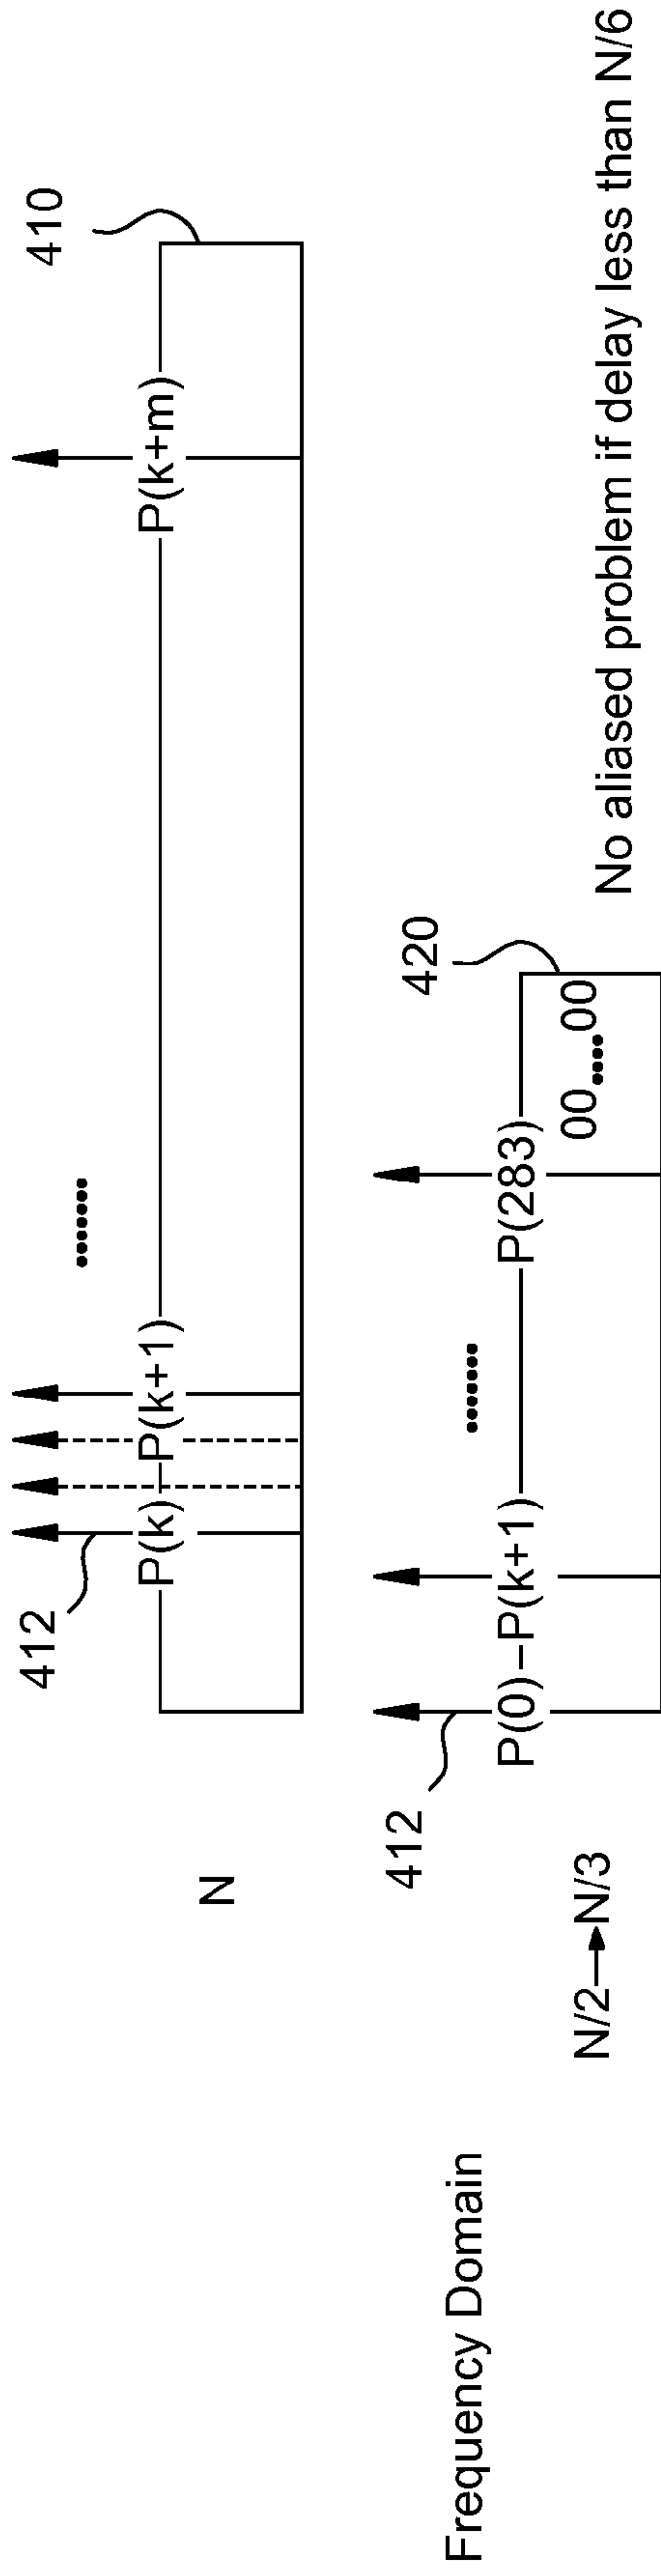 410
412
P(k)
P(k+1)
P(k+m)
.......
N
420
412
P(0)
P(k+1)
P(283)
.......
00....00
Frequency Domain
N/2→N/3
No aliased problem if delay less than N/6